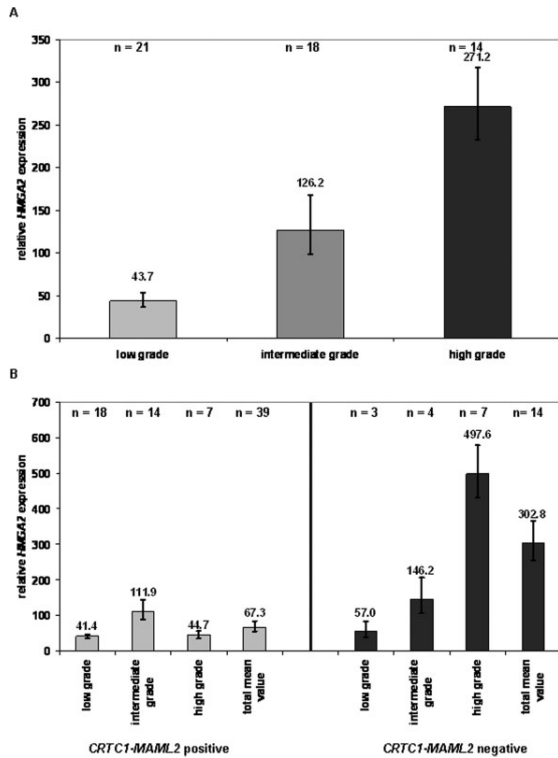 A
relative HMGA2 expression
350
300
250
200
150
100
50
0
n = 21
n = 18
n = 14
43.7
126.2
271.2
low grade
intermediate grade
high grade
B
relative HMGA2 expression
700
600
500
400
300
200
100
0
n = 18
n = 14
n = 7
n = 39
n = 3
n = 4
n = 7
n= 14
41.4
111.9
44.7
67.3
57.0
146.2
497.6
302.8
low grade
intermediate
grade
high grade
total mean
value
low grade
intermediate
grade
high grade
total mean
value
CRTC1-MAML2 positive
CRTC1-MAML2 negative